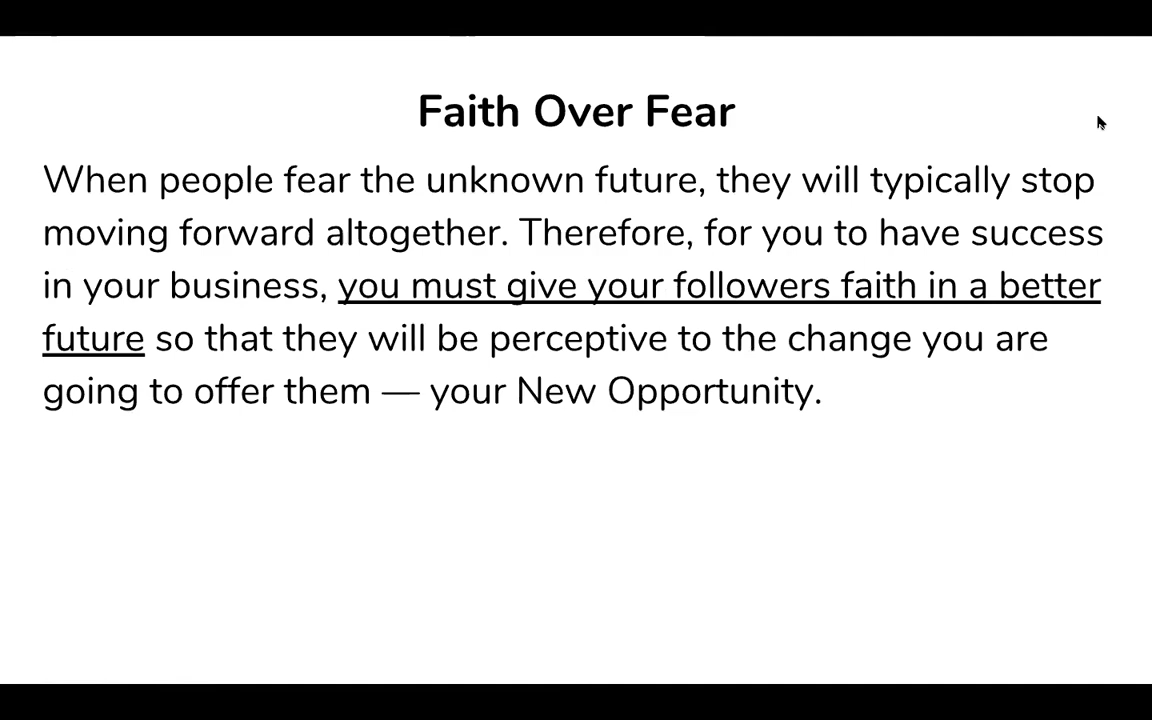 Faith Over Fear
When people fear the unknown future, they will typically stop
moving forward altogether. Therefore, for you to have success
in your business, you must give your followers faith in a better
future so that they will be perceptive to the change you are
going to offer them — your New Opportunity.